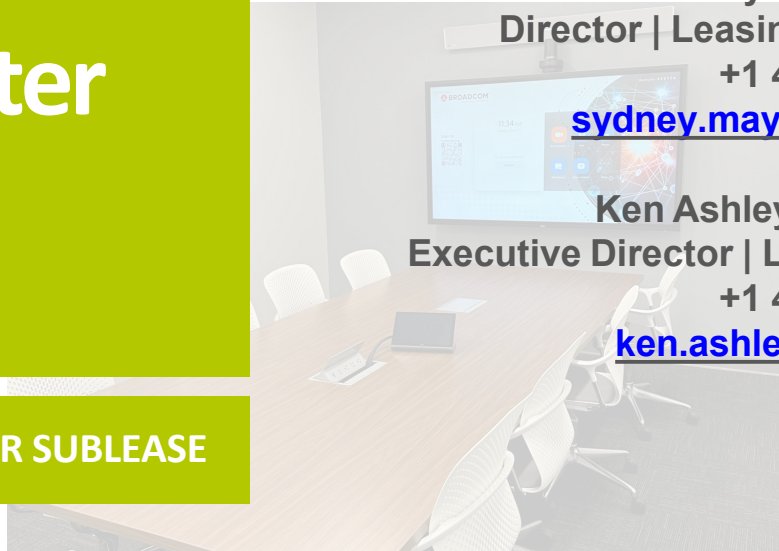 ter
R SUBLEASE
Director | Leasin
+1 4
sydney.may
Ken Ashley
Executive Director | L
+1 4
ken.ashle
BROADCOM